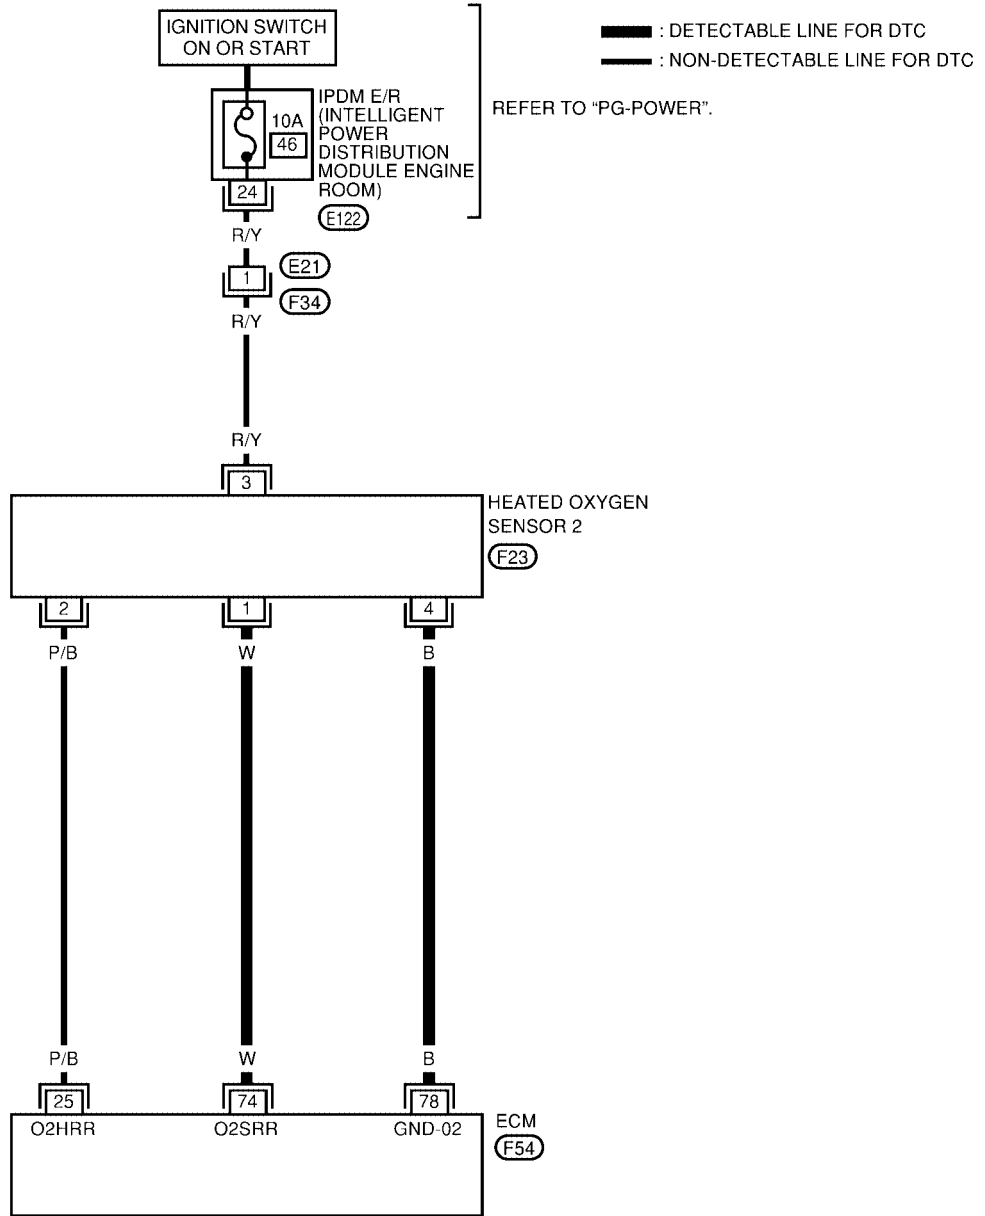 IGNITION SWITCH
ON OR START
: DETECTABLE LINE FOR DTC
: NON-DETECTABLE LINE FOR DTC
REFER TO “PG-POWER”.
10A
46
IPDM E/R
(INTELLIGENT
POWER
DISTRIBUTION
MODULE ENGINE
ROOM)
24
E122
R/Y
1
E21
F34
R/Y
R/Y
3
HEATED OXYGEN
SENSOR 2
F23
2
1
4
P/B
W
B
P/B
W
B
25
74
78
O2HRR
O2SRR
GND-02
ECM
F54